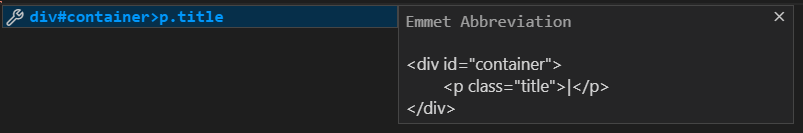 div#container>p.title
Emmet Abbreviation
<div id="container">
<p class="title">|</p>
</div>